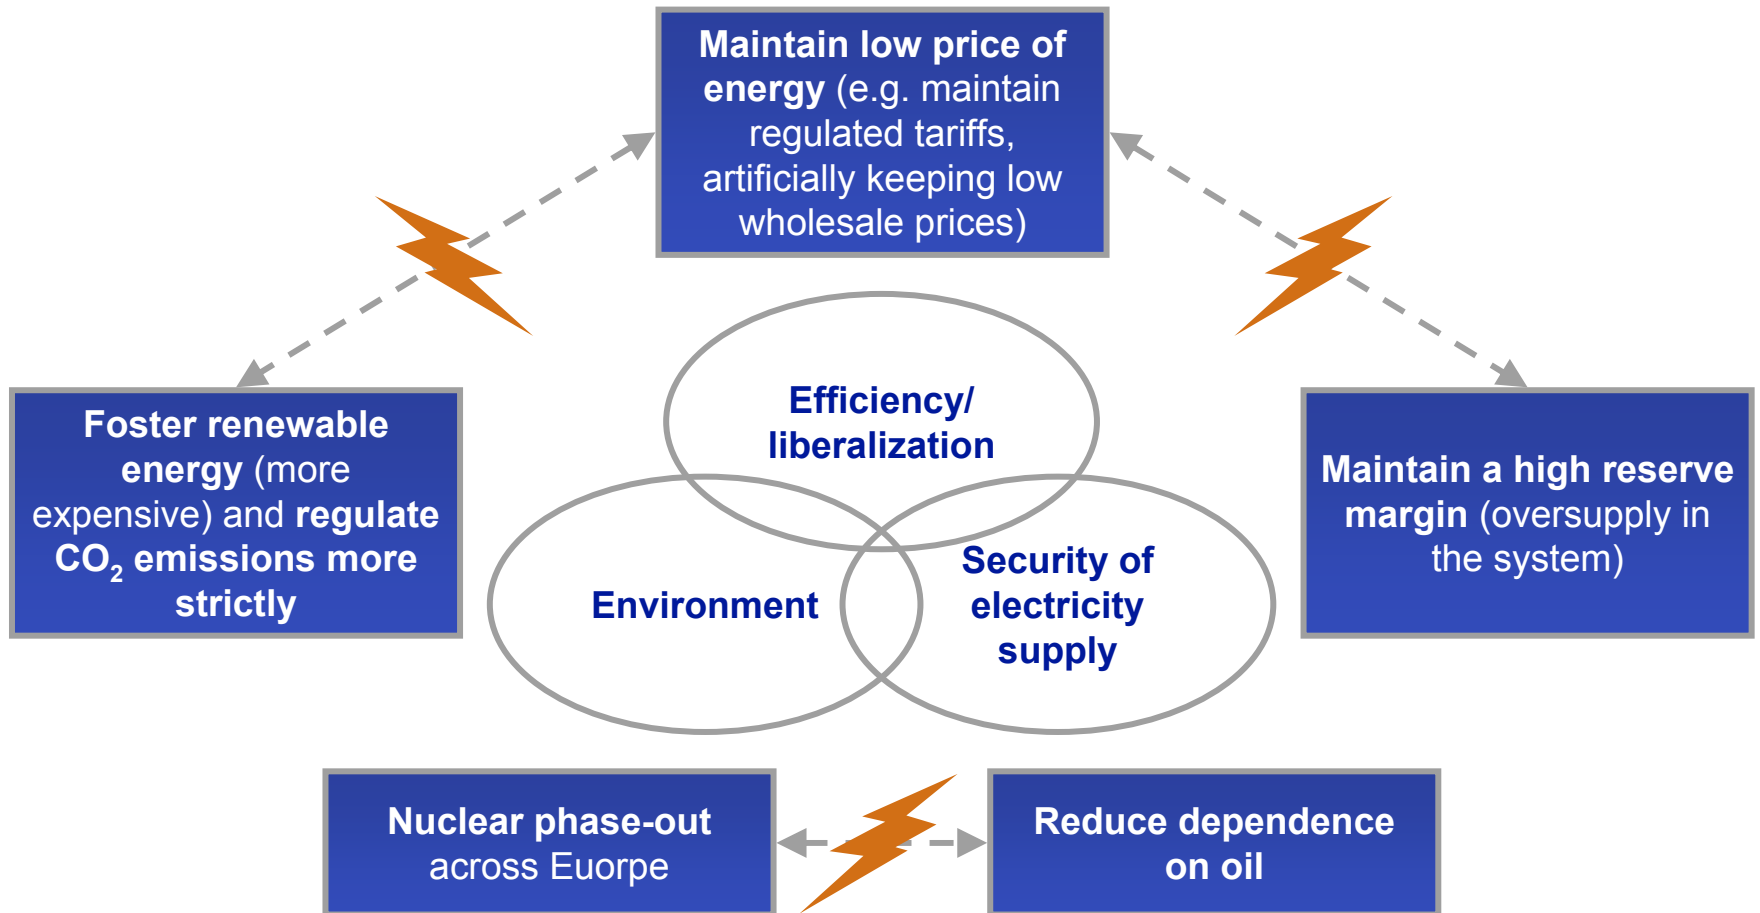 Maintain low price of
energy (e.g. maintain
regulated tariffs,
artificially keeping low
wholesale prices)
Foster renewable
energy (more
expensive) and regulate
CO₂ emissions more
strictly
Efficiency/
liberalization
Environment
Security of
electricity
supply
Maintain a high reserve
margin (oversupply in
the system)
Nuclear phase-out
across Euorpe
Reduce dependence
on oil